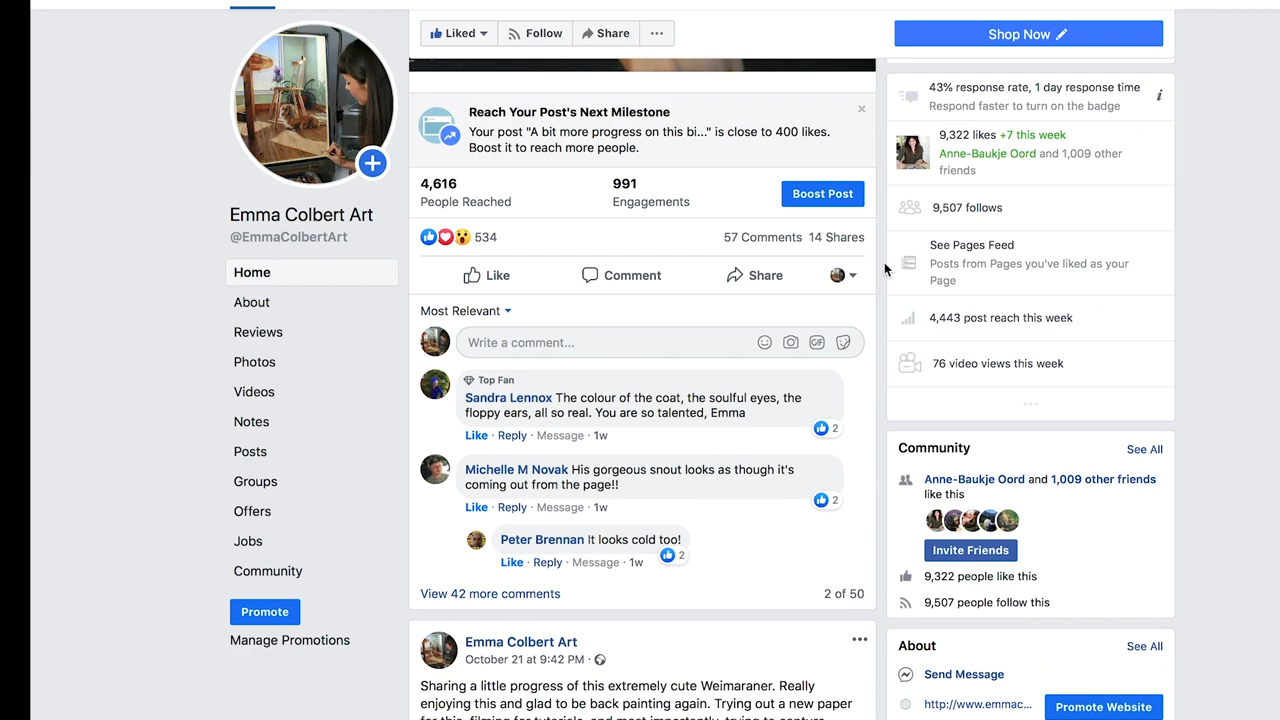 Liked
Follow
Share
Shop Now
Emma Colbert Art
@EmmaColbertArt
Home
About
Reviews
Photos
Videos
Notes
Posts
Groups
Offers
Jobs
Community
Promote
Manage Promotions
Reach Your Post's Next Milestone
Your post "A bit more progress on this bi..." is close to 400 likes.
Boost it to reach more people.
4,616
People Reached
991
Engagements
Boost Post
534
57 Comments 14 Shares
Like
Comment
Share
Most Relevant
Write a comment...
GIF
Top Fan
Sandra Lennox The colour of the coat, the soulful eyes, the
floppy ears, all so real. You are so talented, Emma
2
Like · Reply · Message · 1w
Michelle M Novak His gorgeous snout looks as though it's
coming out from the page!!
2
Like · Reply · Message · 1w
Peter Brennan It looks cold too!
2
Like · Reply · Message · 1w
View 42 more comments
2 of 50
Emma Colbert Art
October 21 at 9:42 PM ·
Sharing a little progress of this extremely cute Weimaraner. Really
enjoying this and glad to be back painting again. Trying out a new paper
for this, filming for tutorials, and most importantly, trying to capture
43% response rate, 1 day response time
Respond faster to turn on the badge
9,322 likes +7 this week
Anne-Baukje Oord and 1,009 other
friends
9,507 follows
See Pages Feed
Posts from Pages you've liked as your
Page
4,443 post reach this week
76 video views this week
Community
See All
Anne-Baukje Oord and 1,009 other friends
like this
Invite Friends
9,322 people like this
9,507 people follow this
About
See All
Send Message
http://www.emmac...
Promote Website